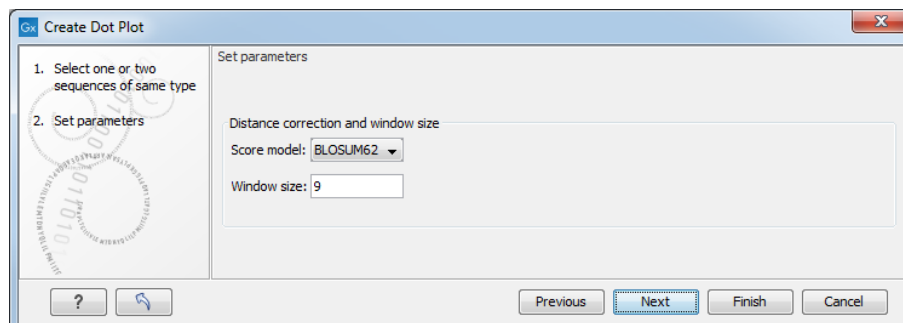 Gx Create Dot Plot
1. Select one or two
sequences of same type
2. Set parameters
Set parameters
Distance correction and window size
Score model: BLOSUM62
Window size: 9
? Previous Next Finish Cancel